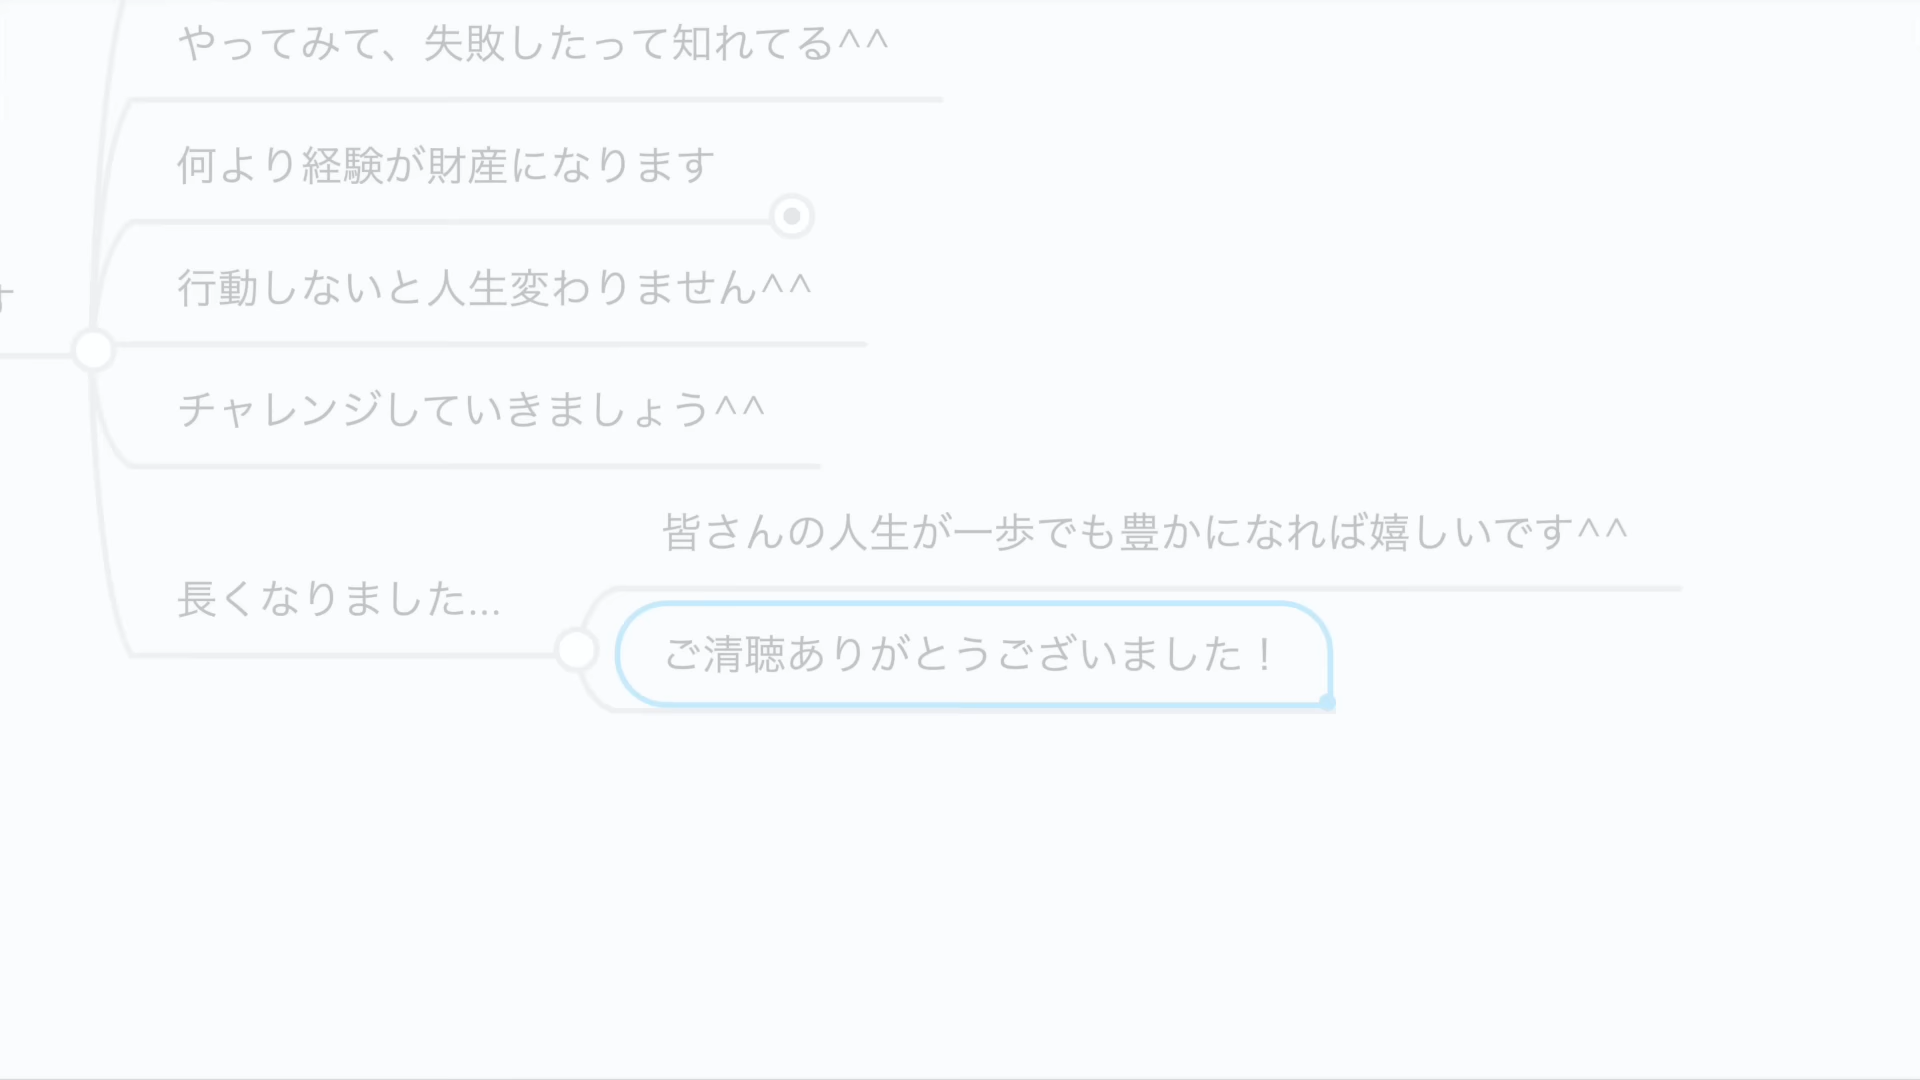 やってみて、失敗したって知れてる^^
何より経験が財産になります
行動しないと人生変わりません^^
チャレンジしていきましょう^^
皆さんの人生が一歩でも豊かになれば嬉しいです^^
長くなりました...
ご清聴ありがとうございました！